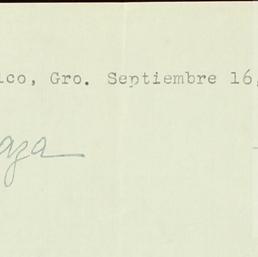 ico, Gro. Septiembre 16,
aza